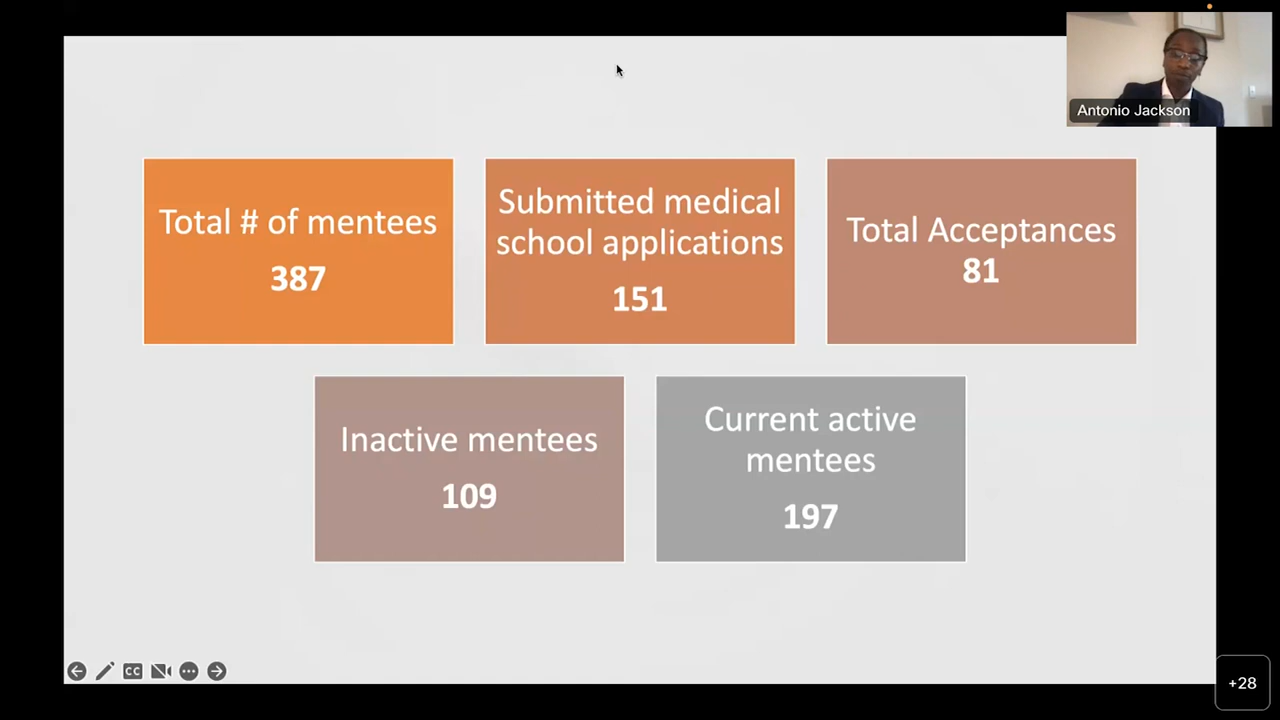 Antonio Jackson
Total # of mentees
387
Submitted medical
school applications
151
Total Acceptances
81
Inactive mentees
109
Current active
mentees
197
CC
+28